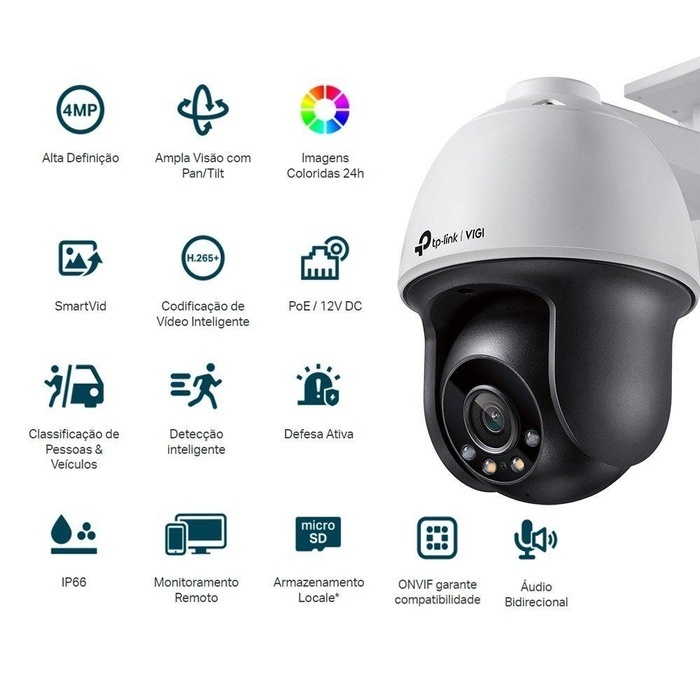 4MP
Alta Definição
Ampla Visão com
Pan/Tilt
Imagens
Coloridas 24h
tp-link | VIGI
SmartVid
H.265+
Codificação de
Vídeo Inteligente
PoE / 12V DC
Classificação de
Pessoas &
Veículos
Detecção
inteligente
Defesa Ativa
IP66
Monitoramento
Remoto
micro
SD
Armazenamento
Locale*
ONVIF garante
compatibilidade
Áudio
Bidirecional